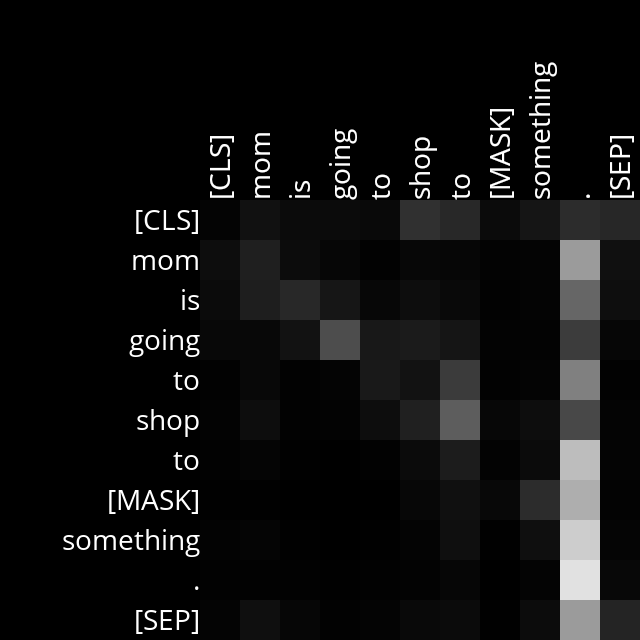 [CLS] mom is going to shop to [MASK] something . [SEP]
[CLS]
mom
is
going
to
shop
to
[MASK]
something
.
[SEP]